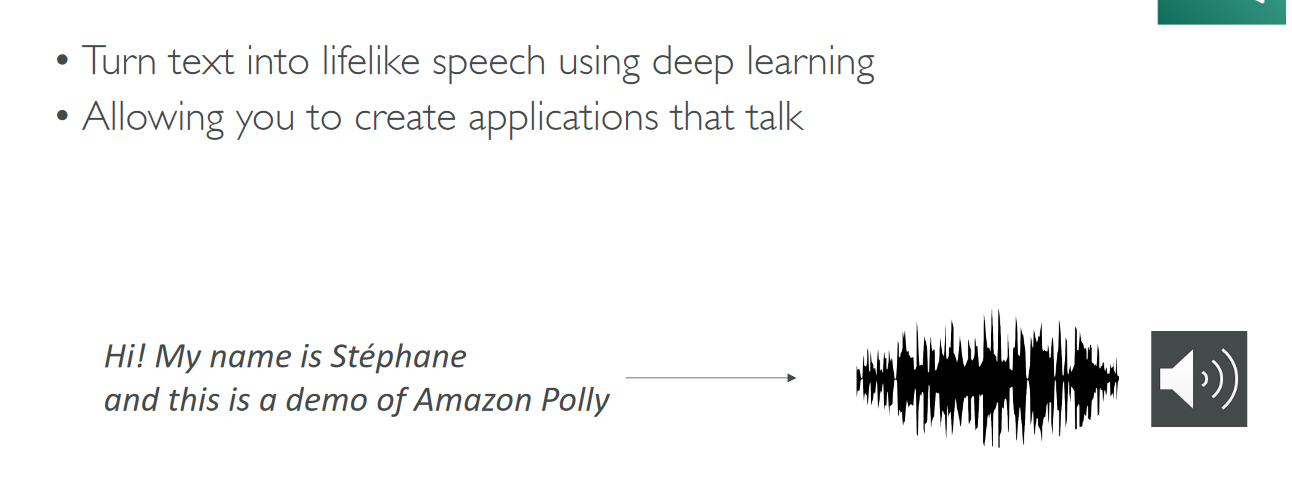 • Turn text into lifelike speech using deep learning
• Allowing you to create applications that talk
Hi! My name is Stéphane
and this is a demo of Amazon Polly